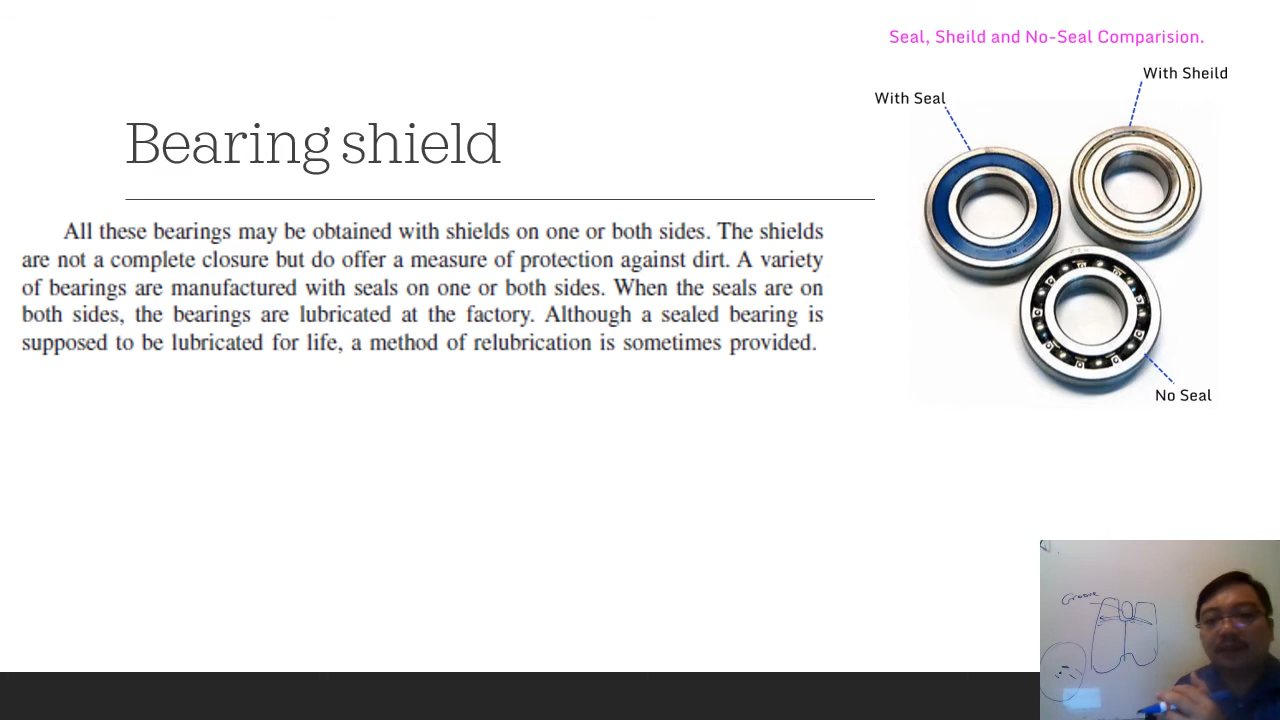 Seal, Sheild and No-Seal Comparision.
With Sheild
With Seal
Bearing shield
All these bearings may be obtained with shields on one or both sides. The shields
are not a complete closure but do offer a measure of protection against dirt. A variety
of bearings are manufactured with seals on one or both sides. When the seals are on
both sides, the bearings are lubricated at the factory. Although a sealed bearing is
supposed to be lubricated for life, a method of relubrication is sometimes provided.
No Seal
Groove